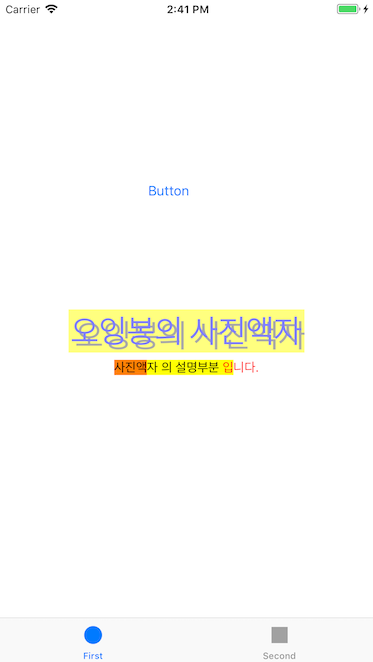 Carrier 2:41 PM
Button
오잉봉의 사진액자
사진액자 의 설명부분 입니다.
First Second